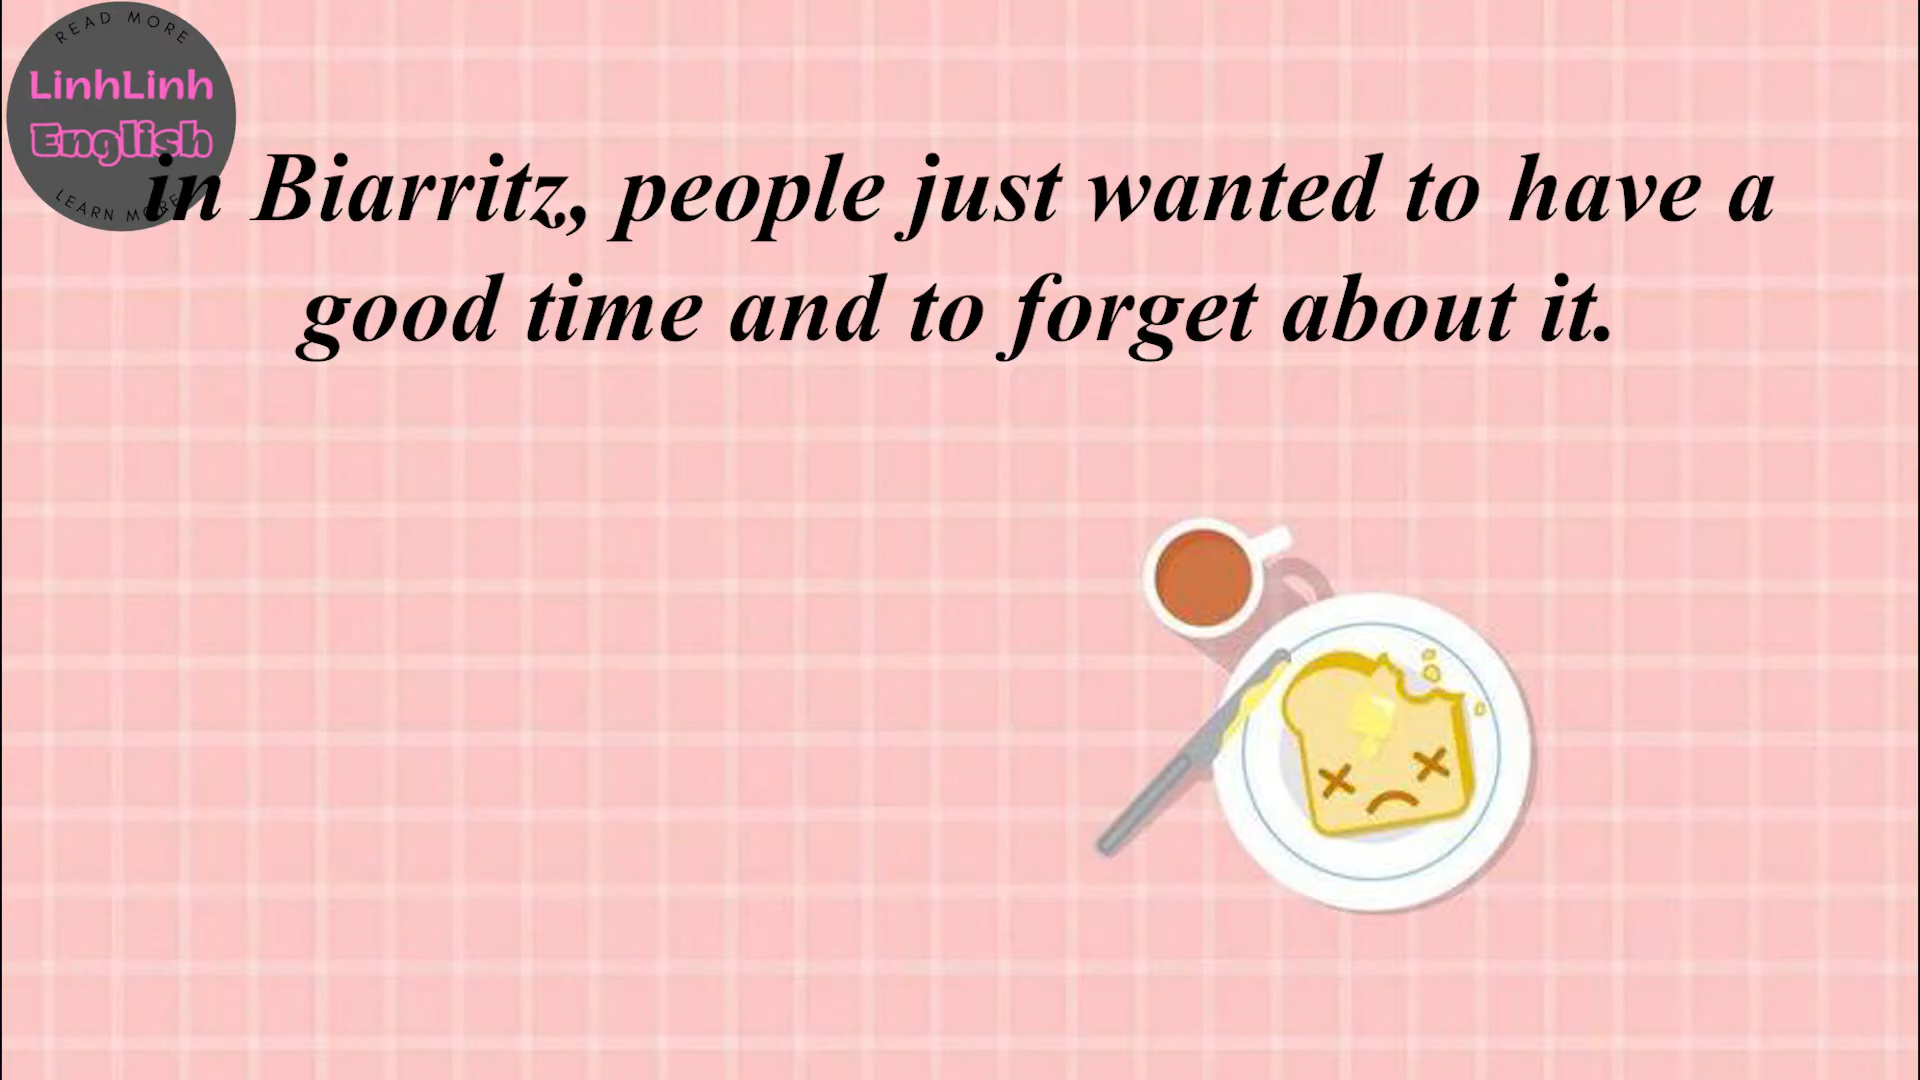 READ MORE
LinhLinh
English
LEARN MORE
in Biarritz, people just wanted to have a
good time and to forget about it.